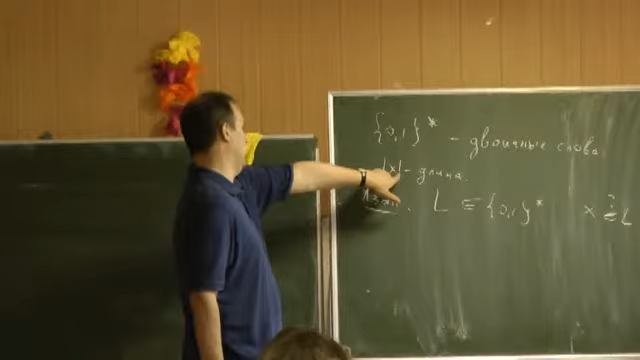 {0,1}* - двоичные слова.
|x| - длина.
Язык. L ⊆ {0,1}* x ?∈ L